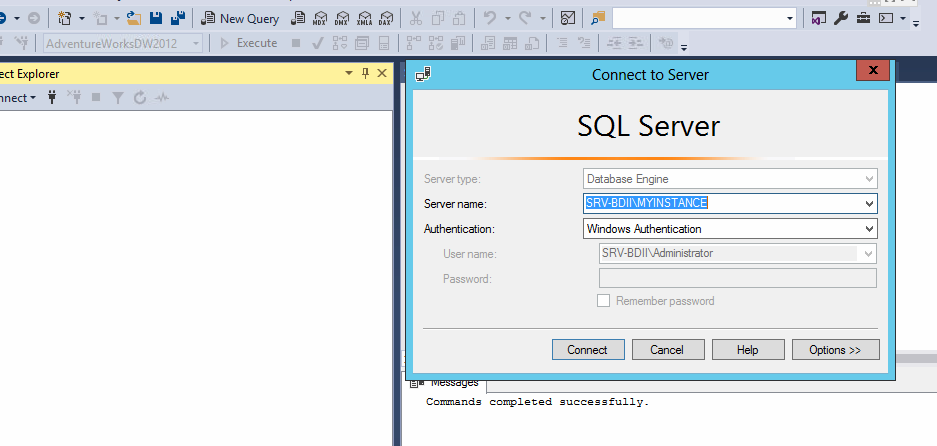 New Query MDX DMX XMLA DAX
AdventureWorksDW2012 Execute
ect Explorer
nnect
Connect to Server
x
SQL Server
Server type: Database Engine
Server name: SRV-BDII\MYINSTANCE
Authentication: Windows Authentication
User name: SRV-BDII\Administrator
Password:
Remember password
Connect Cancel Help Options >>
Messages
Commands completed successfully.